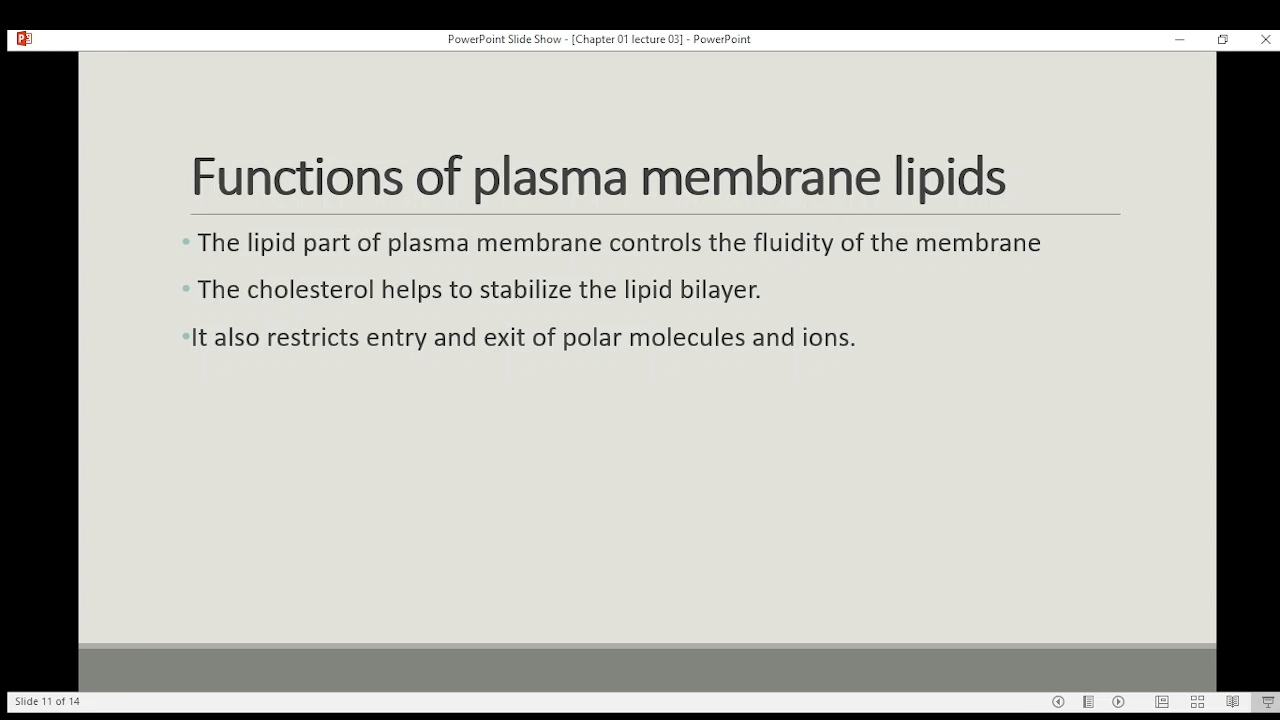 PowerPoint Slide Show - [Chapter 01 lecture 03] - PowerPoint
Functions of plasma membrane lipids
• The lipid part of plasma membrane controls the fluidity of the membrane
• The cholesterol helps to stabilize the lipid bilayer.
•It also restricts entry and exit of polar molecules and ions.
Slide 11 of 14